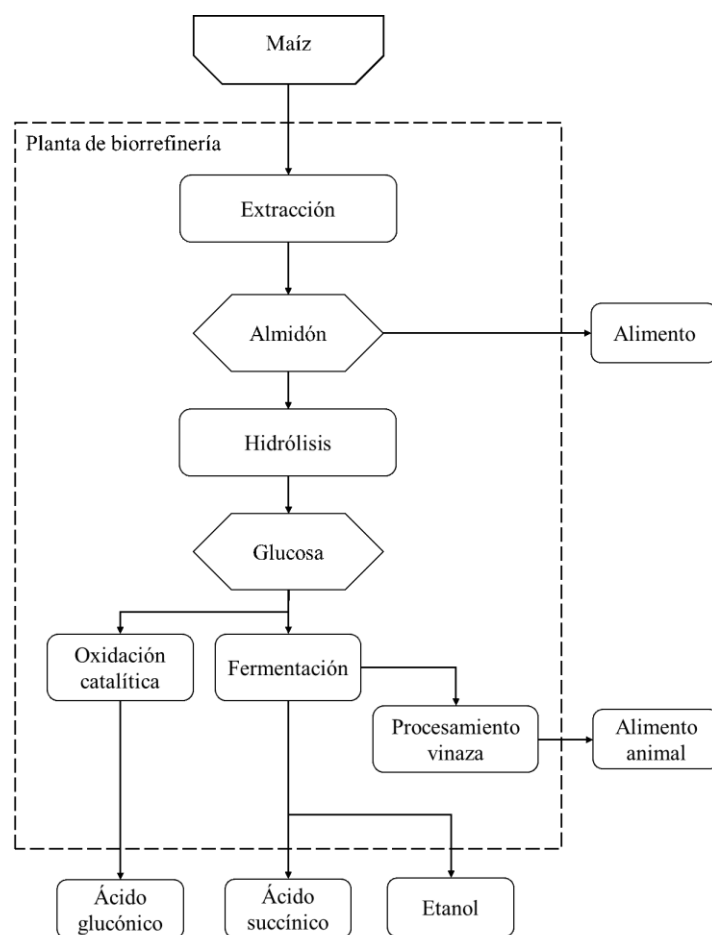 Maíz
Planta de biorrefinería
Extracción
Almidón
Alimento
Hidrólisis
Glucosa
Oxidación
catalítica
Fermentación
Procesamiento
vinaza
Alimento
animal
Ácido
glucónico
Ácido
succínico
Etanol